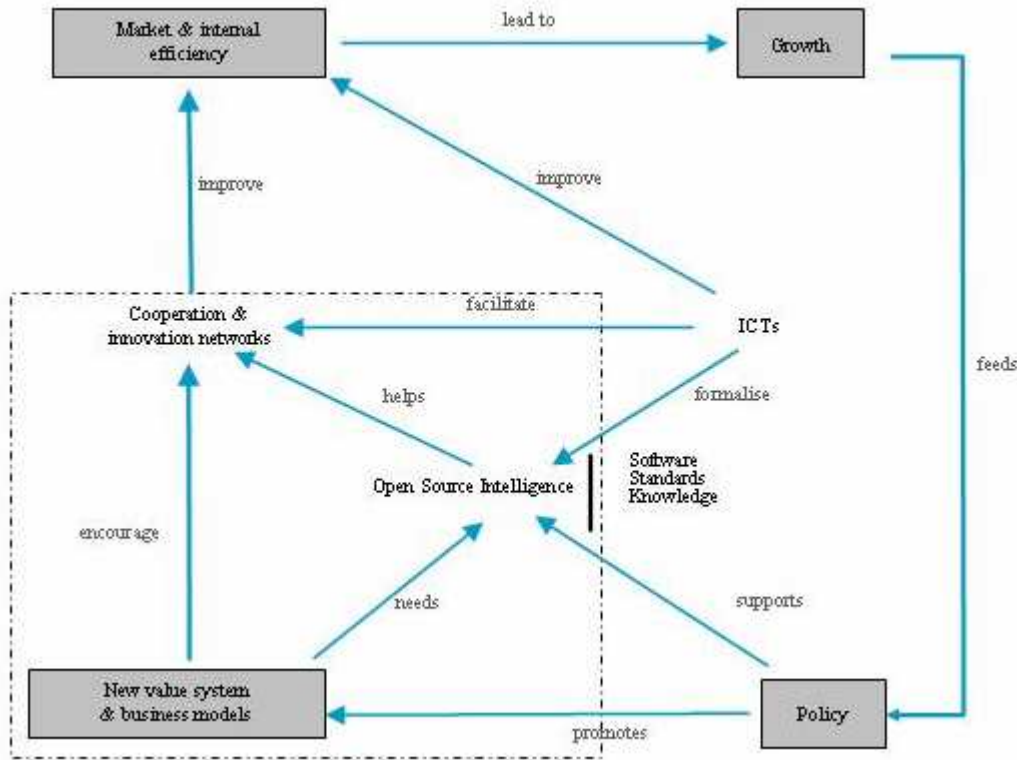 lead to
Market & internal
efficiency
Growth
improve
improve
facilitate
Cooperation &
innovation networks
ICTs
feeds
helps
formalise
Open Source Intelligence
Software
Standards
Knowledge
encourage
needs
supports
New value system
& business models
Policy
promotes